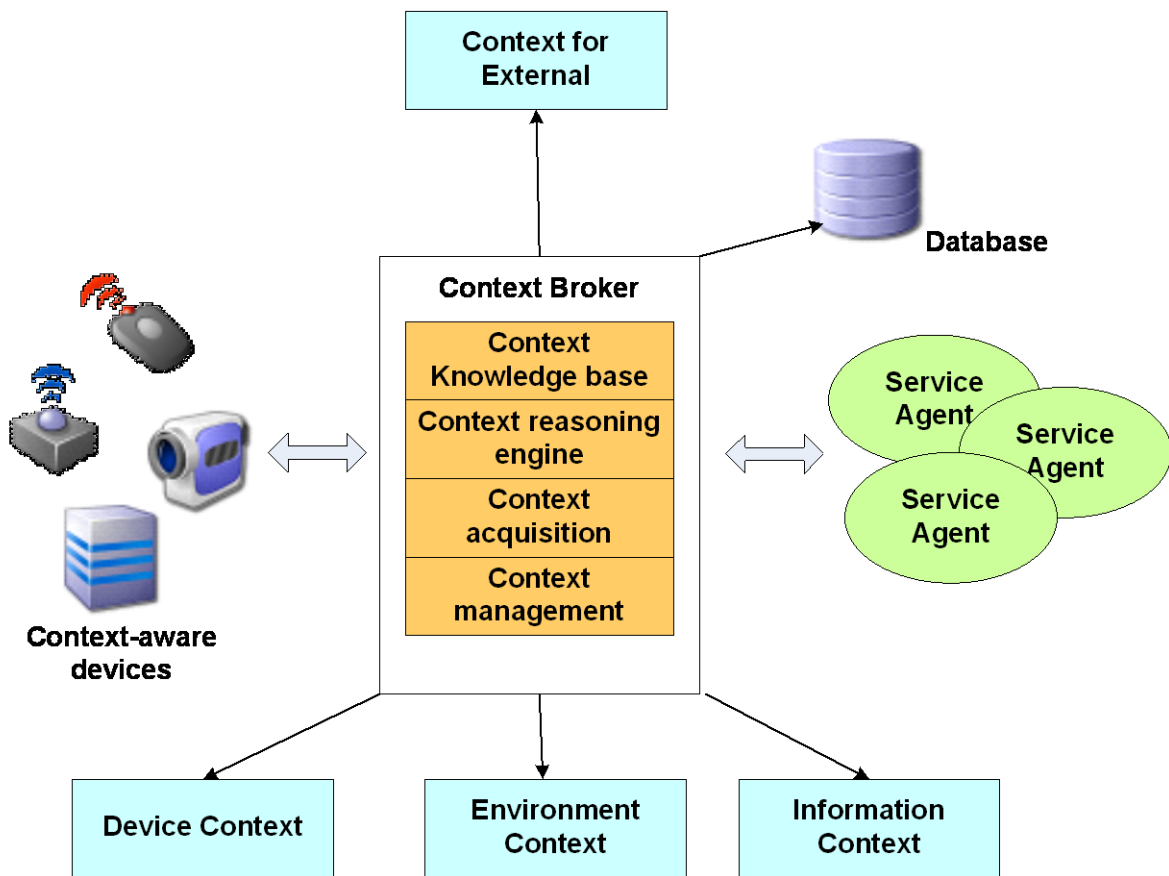 Context for
External
Database
Context Broker
Context
Knowledge base
Context reasoning
engine
Context
acquisition
Context
management
Service
Agent
Service
Agent
Service
Agent
Context-aware
devices
Device Context
Environment
Context
Information
Context